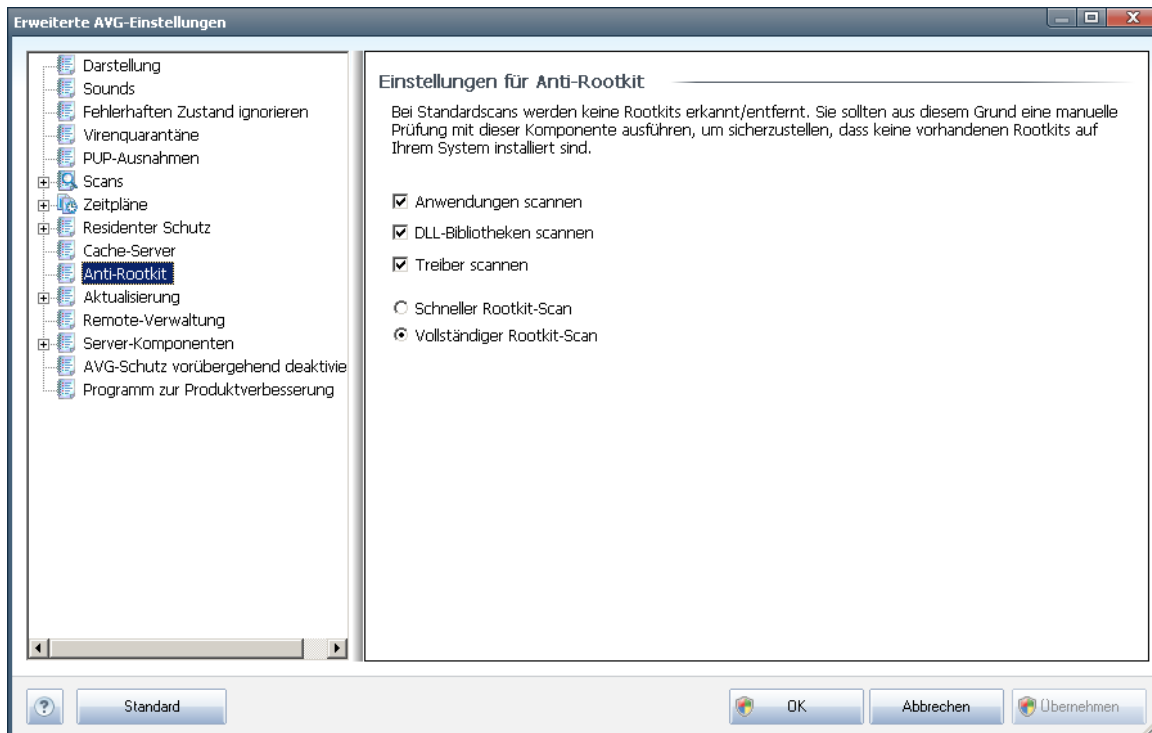 Erweiterte AVG-Einstellungen
Darstellung
Sounds
Fehlerhaften Zustand ignorieren
Virenquarantäne
PUP-Ausnahmen
Scans
Zeitpläne
Residenter Schutz
Cache-Server
Anti-Rootkit
Aktualisierung
Remote-Verwaltung
Server-Komponenten
AVG-Schutz vorübergehend deaktivie
Programm zur Produktverbesserung
Einstellungen für Anti-Rootkit
Bei Standardscans werden keine Rootkits erkannt/entfernt. Sie sollten aus diesem Grund eine manuelle
Prüfung mit dieser Komponente ausführen, um sicherzustellen, dass keine vorhandenen Rootkits auf
Ihrem System installiert sind.
Anwendungen scannen
DLL-Bibliotheken scannen
Treiber scannen
Schneller Rootkit-Scan
Vollständiger Rootkit-Scan
?
Standard
OK
Abbrechen
Übernehmen